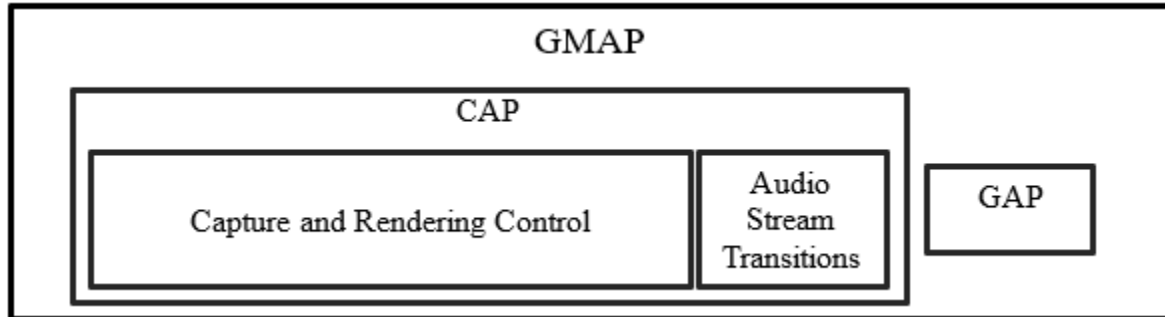 GMAP
CAP
Capture and Rendering Control
Audio
Stream
Transitions
GAP